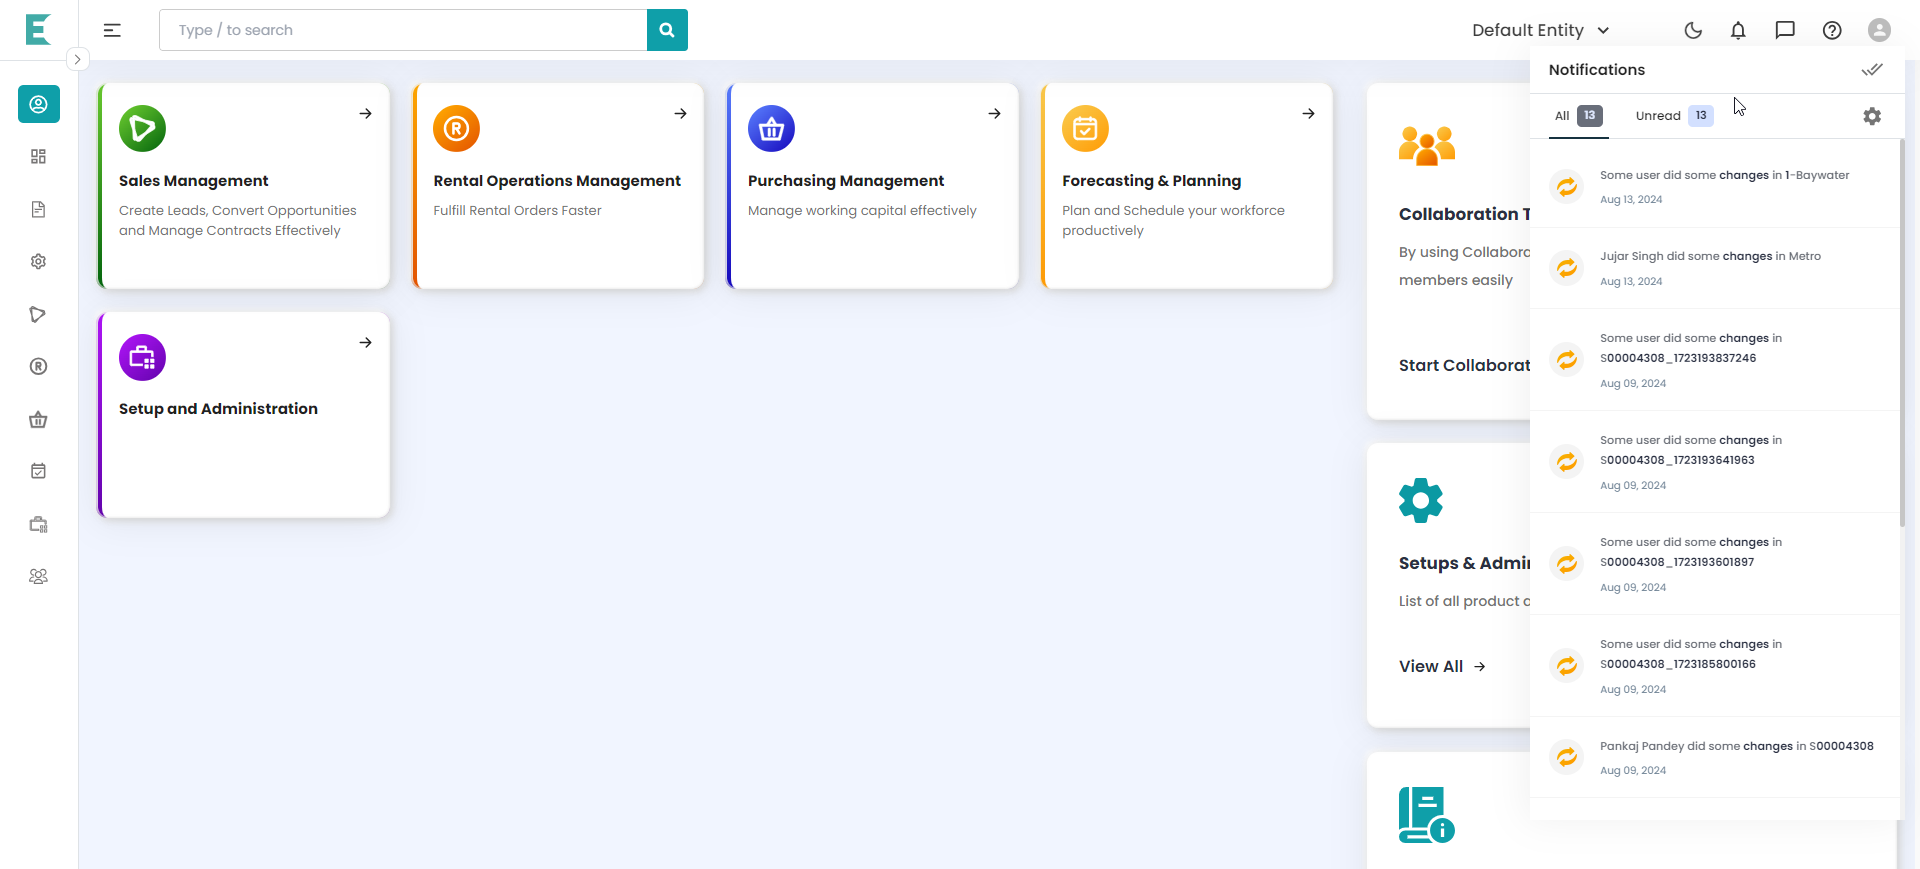 Type / to search
Default Entity
Sales Management
Create Leads, Convert Opportunities
and Manage Contracts Effectively
Rental Operations Management
Fulfill Rental Orders Faster
Purchasing Management
Manage working capital effectively
Forecasting & Planning
Plan and Schedule your workforce
productively
Setup and Administration
Collaboration T
By using Collabor
members easily
Start Collaborat
Setups & Admi
List of all product
View All
Notifications
All 13
Unread 13
Some user did some changes in 1-Baywater
Aug 13, 2024
Jujar Singh did some changes in Metro
Aug 13, 2024
Some user did some changes in
S00004308_1723193837246
Aug 09, 2024
Some user did some changes in
S00004308_1723193641963
Aug 09, 2024
Some user did some changes in
S00004308_1723193601897
Aug 09, 2024
Some user did some changes in
S00004308_1723185800166
Aug 09, 2024
Pankaj Pandey did some changes in S00004308
Aug 09, 2024